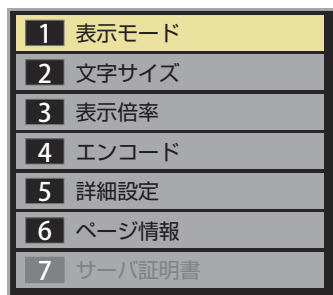 1 表示モード
2 文字サイズ
3 表示倍率
4 エンコード
5 詳細設定
6 ページ情報
7 サーバ証明書